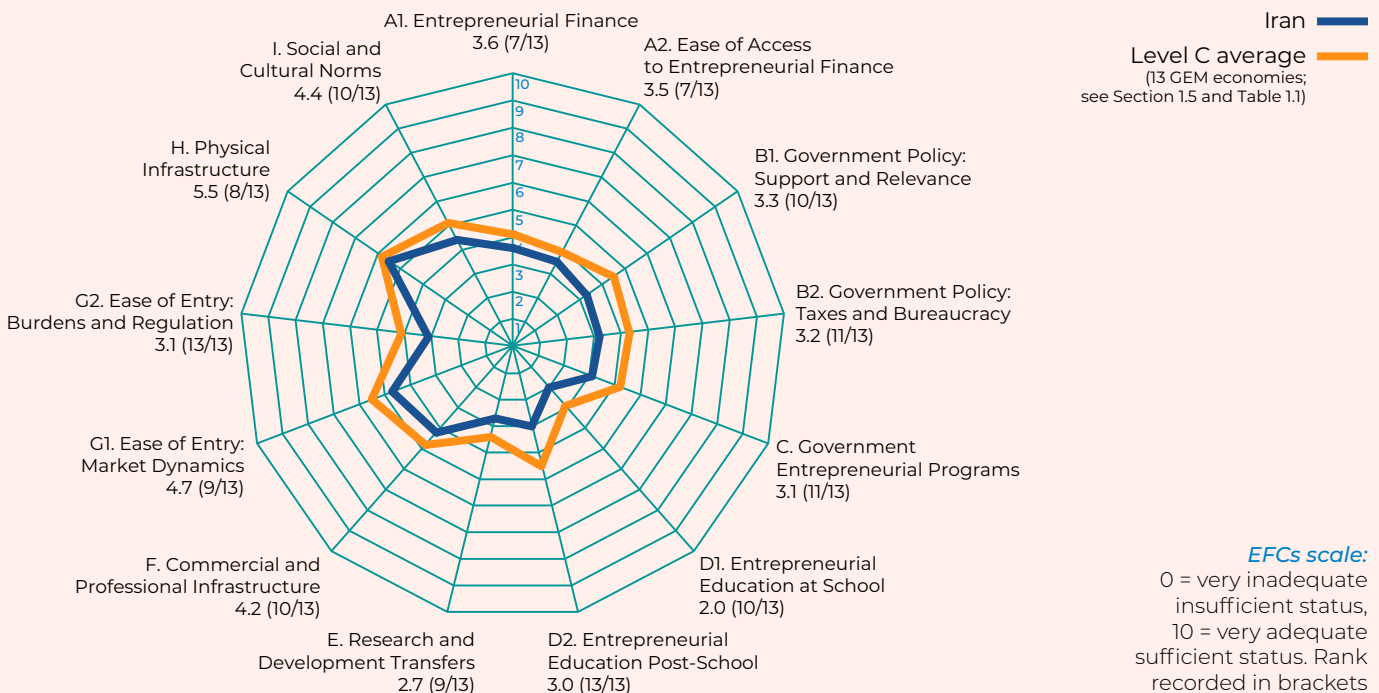 A1. Entrepreneurial Finance
3.6 (7/13)
A2. Ease of Access
to Entrepreneurial Finance
3.5 (7/13)
B1. Government Policy:
Support and Relevance
3.3 (10/13)
B2. Government Policy:
Taxes and Bureaucracy
3.2 (11/13)
C. Government
Entrepreneurial Programs
3.1 (11/13)
D1. Entrepreneurial
Education at School
2.0 (10/13)
D2. Entrepreneurial
Education Post-School
3.0 (13/13)
E. Research and
Development Transfers
2.7 (9/13)
F. Commercial and
Professional Infrastructure
4.2 (10/13)
G1. Ease of Entry:
Market Dynamics
4.7 (9/13)
G2. Ease of Entry:
Burdens and Regulation
3.1 (13/13)
H. Physical
Infrastructure
5.5 (8/13)
I. Social and
Cultural Norms
4.4 (10/13)
10
9
8
7
6
5
3
2
1
Iran
Level C average
(13 GEM economies;
see Section 1.5 and Table 1.1)
EFCs scale:
0 = very inadequate
insufficient status,
10 = very adequate
sufficient status. Rank
recorded in brackets